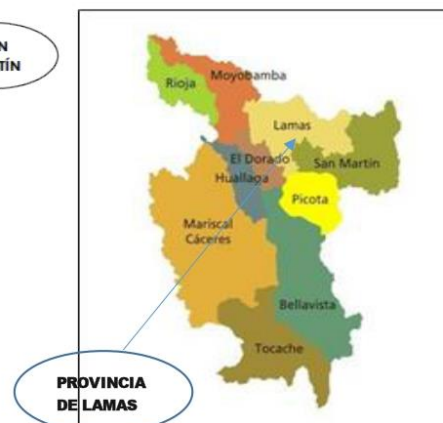 Moyobamba
Rioja
Lamas
El Dorado
San Martín
Huallaga
Picota
Mariscal
Cáceres
Bellavista
Tocache
PROVINCIA
DE LAMAS